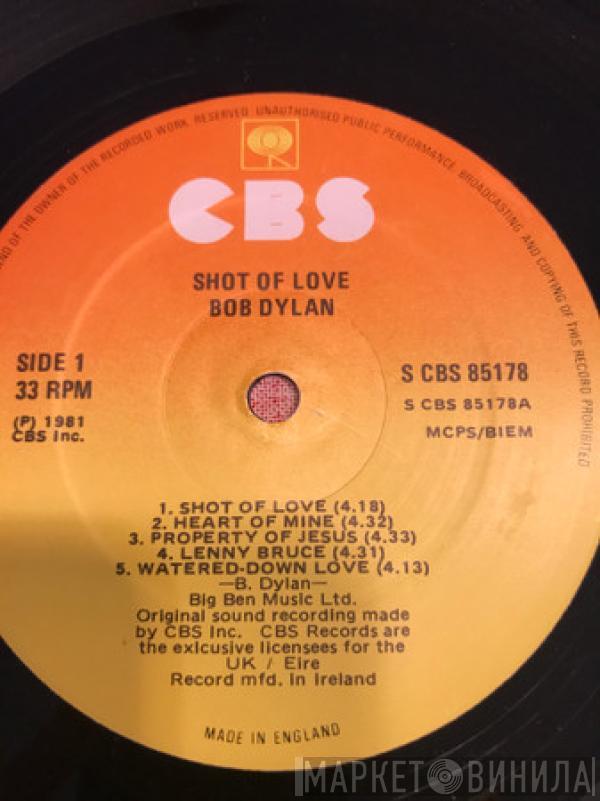 ND OF THE OWNER OF THE RECORDED WORK RESERVED. UNAUTHORISED PUBLIC PERFORMANCE BROADCASTING AND COPYING OF THIS RECORD PROHIBITED
CBS
SHOT OF LOVE
BOB DYLAN
SIDE 1
33 RPM
(P) 1981
CBS Inc.
S CBS 85178
S CBS 85178A
MCPS/BIEM
1. SHOT OF LOVE (4.18)
2. HEART OF MINE (4.32)
3. PROPERTY OF JESUS (4.33)
4. LENNY BRUCE (4.31)
5. WATERED-DOWN LOVE (4.13)
—B. Dylan—
Big Ben Music Ltd.
Original sound recording made
by CBS Inc. CBS Records are
the exlcusive licensees for the
UK / Eire
Record mfd. In Ireland
MADE IN ENGLAND
МАРКЕТ ВИНИЛА